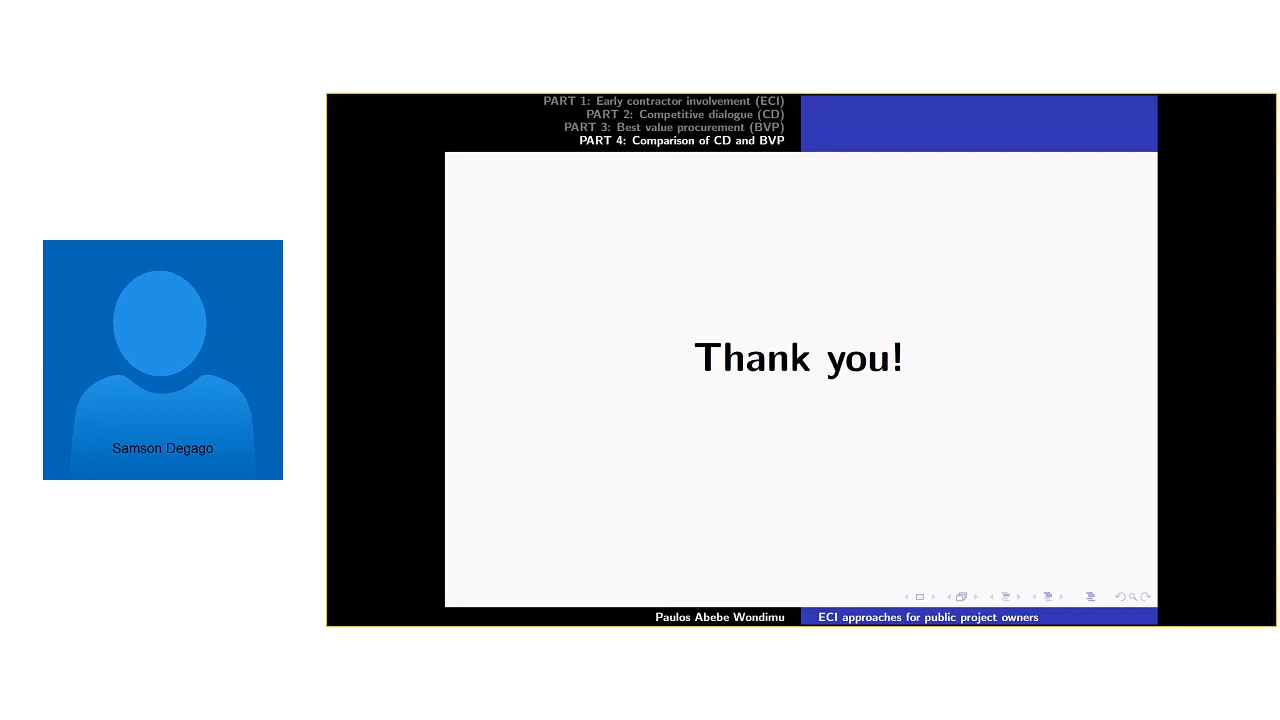 PART 1: Early contractor involvement (ECI)
PART 2: Competitive dialogue (CD)
PART 3: Best value procurement (BVP)
PART 4: Comparison of CD and BVP
Samson Degago
Thank you!
Paulos Abebe Wondimu
ECI approaches for public project owners